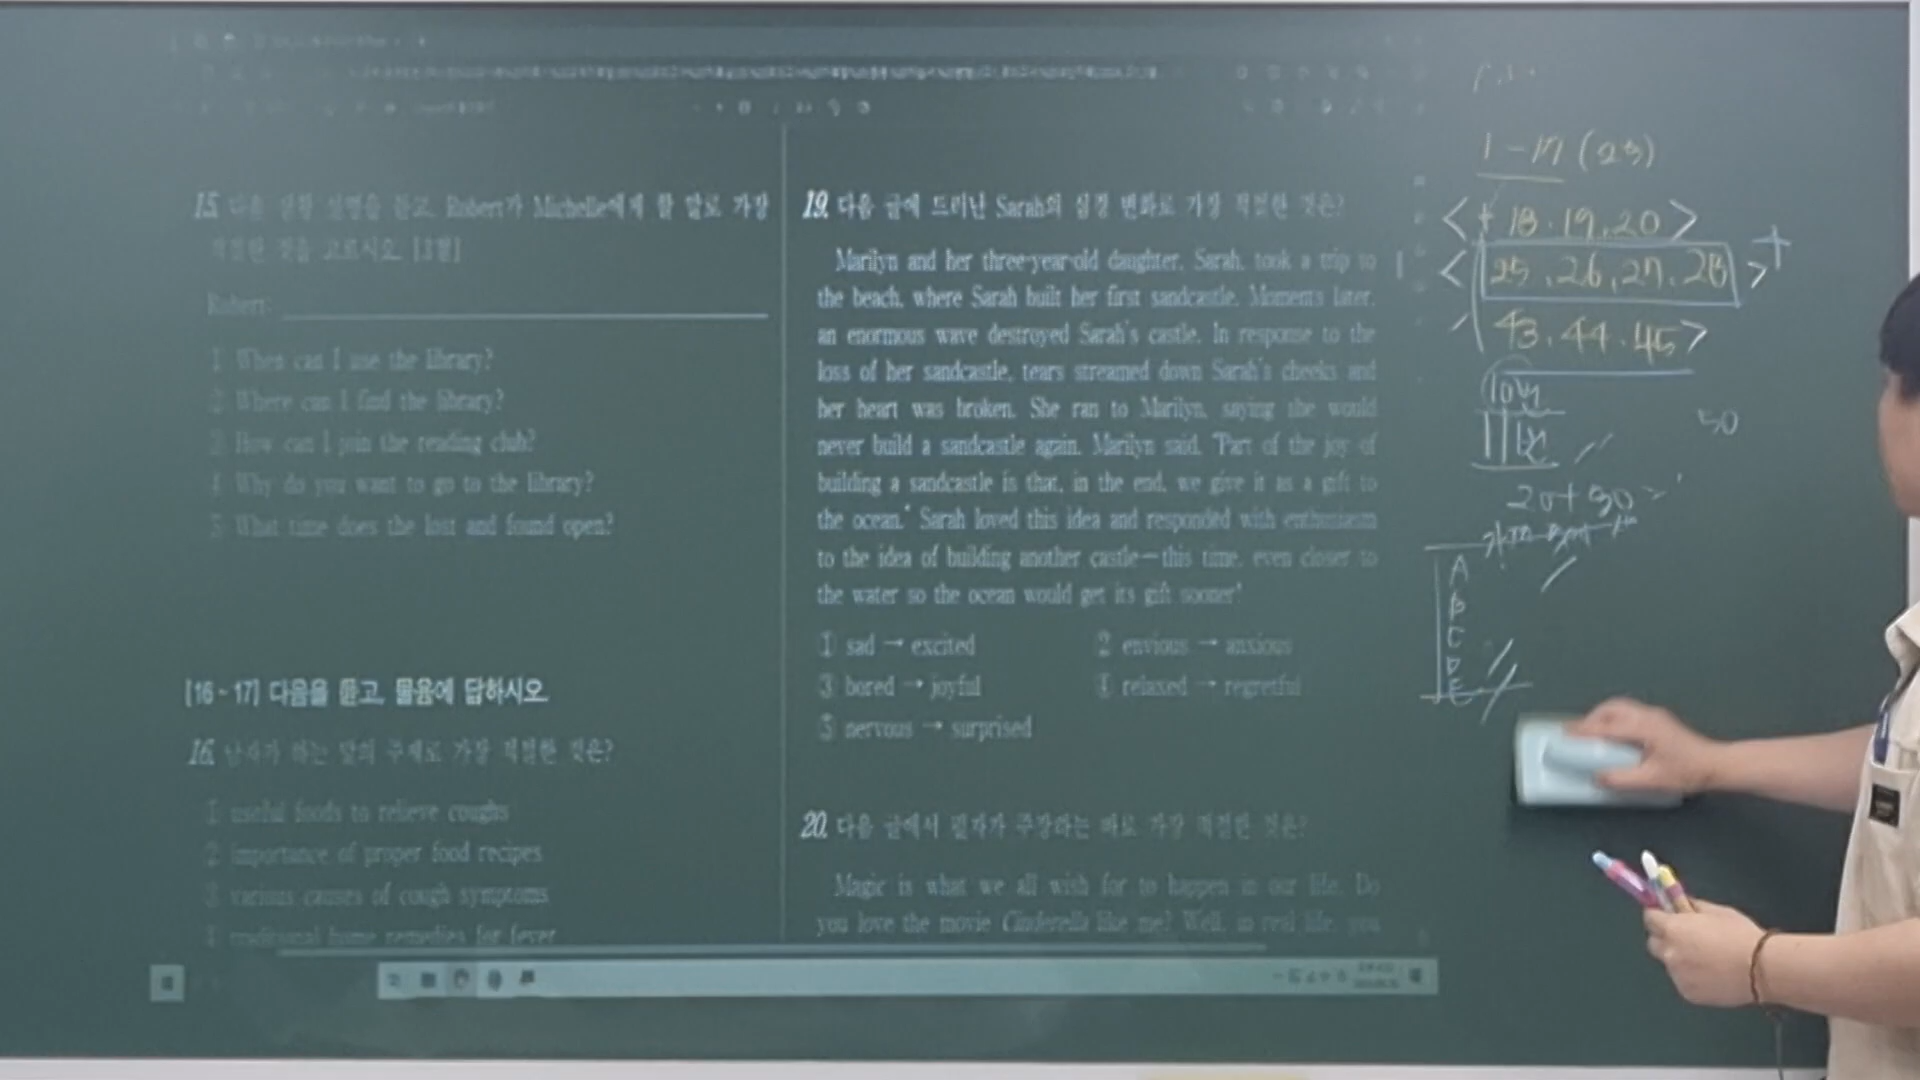 15. 다음 상황 설명을 듣고, Robert가 Michelle에게 할 말로 가장
적절한 것을 고르시오. [3점]
Robert:
① When can I use the library?
② Where can I find the library?
③ How can I join the reading club?
④ Why do you want to go to the library?
⑤ What time does the lost and found open?
[16~17] 다음을 듣고, 물음에 답하시오.
16. 남자가 하는 말의 주제로 가장 적절한 것은?
① useful foods to relieve coughs
② importance of proper food recipes
③ various causes of cough symptoms
④ traditional home remedies for fever
19. 다음 글에 드러난 Sarah의 심경 변화로 가장 적절한 것은?
Marilyn and her three-year-old daughter, Sarah, took a trip to
the beach, where Sarah built her first sandcastle. Moments later,
an enormous wave destroyed Sarah's castle. In response to the
loss of her sandcastle, tears streamed down Sarah's cheeks and
her heart was broken. She ran to Marilyn, saying she would
never build a sandcastle again. Marilyn said, "Part of the joy of
building a sandcastle is that, in the end, we give it as a gift to
the ocean." Sarah loved this idea and responded with enthusiasm
to the idea of building another castle—this time, even closer to
the water so the ocean would get its gift sooner!
① sad → excited ② envious → anxious
③ bored → joyful ④ relaxed → regretful
⑤ nervous → surprised
20. 다음 글에서 필자가 주장하는 바로 가장 적절한 것은?
Magic is what we all wish for to happen in our life. Do
you love the movie Cinderella like me? Well, in real life, you
1-17
< 18. 19. 20 >
< 25, 26, 27, 28 > +
43. 44. 45 >
50
A
B
C
D
E